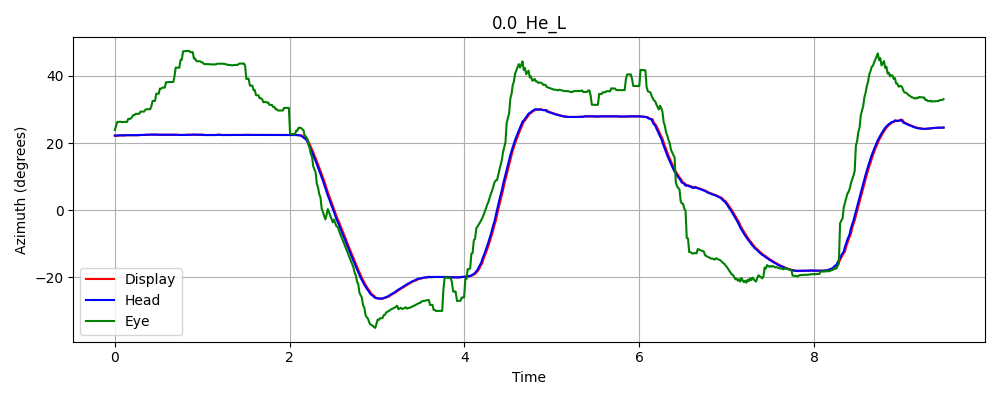 0.0_He_L
Azimuth (degrees)
40
20
0
−20
Display
Head
Eye
0 2 4 6 8
Time